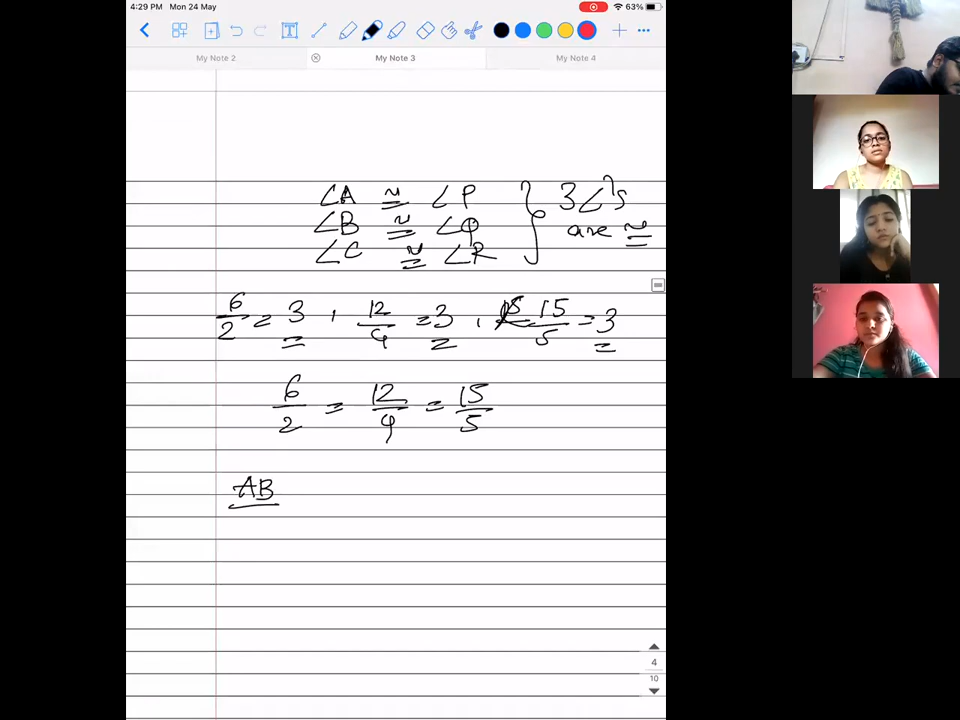 4:29 PM Mon 24 May 63%
My Note 2 My Note 3 My Note 4
∠A ≅ ∠P } 3 ∠'s
∠B ≅ ∠Q are ≅
∠C ≅ ∠R
6/2 = 3 , 12/4 = 3 , 15/5 = 3
6/2 = 12/4 = 15/5
AB
4
10